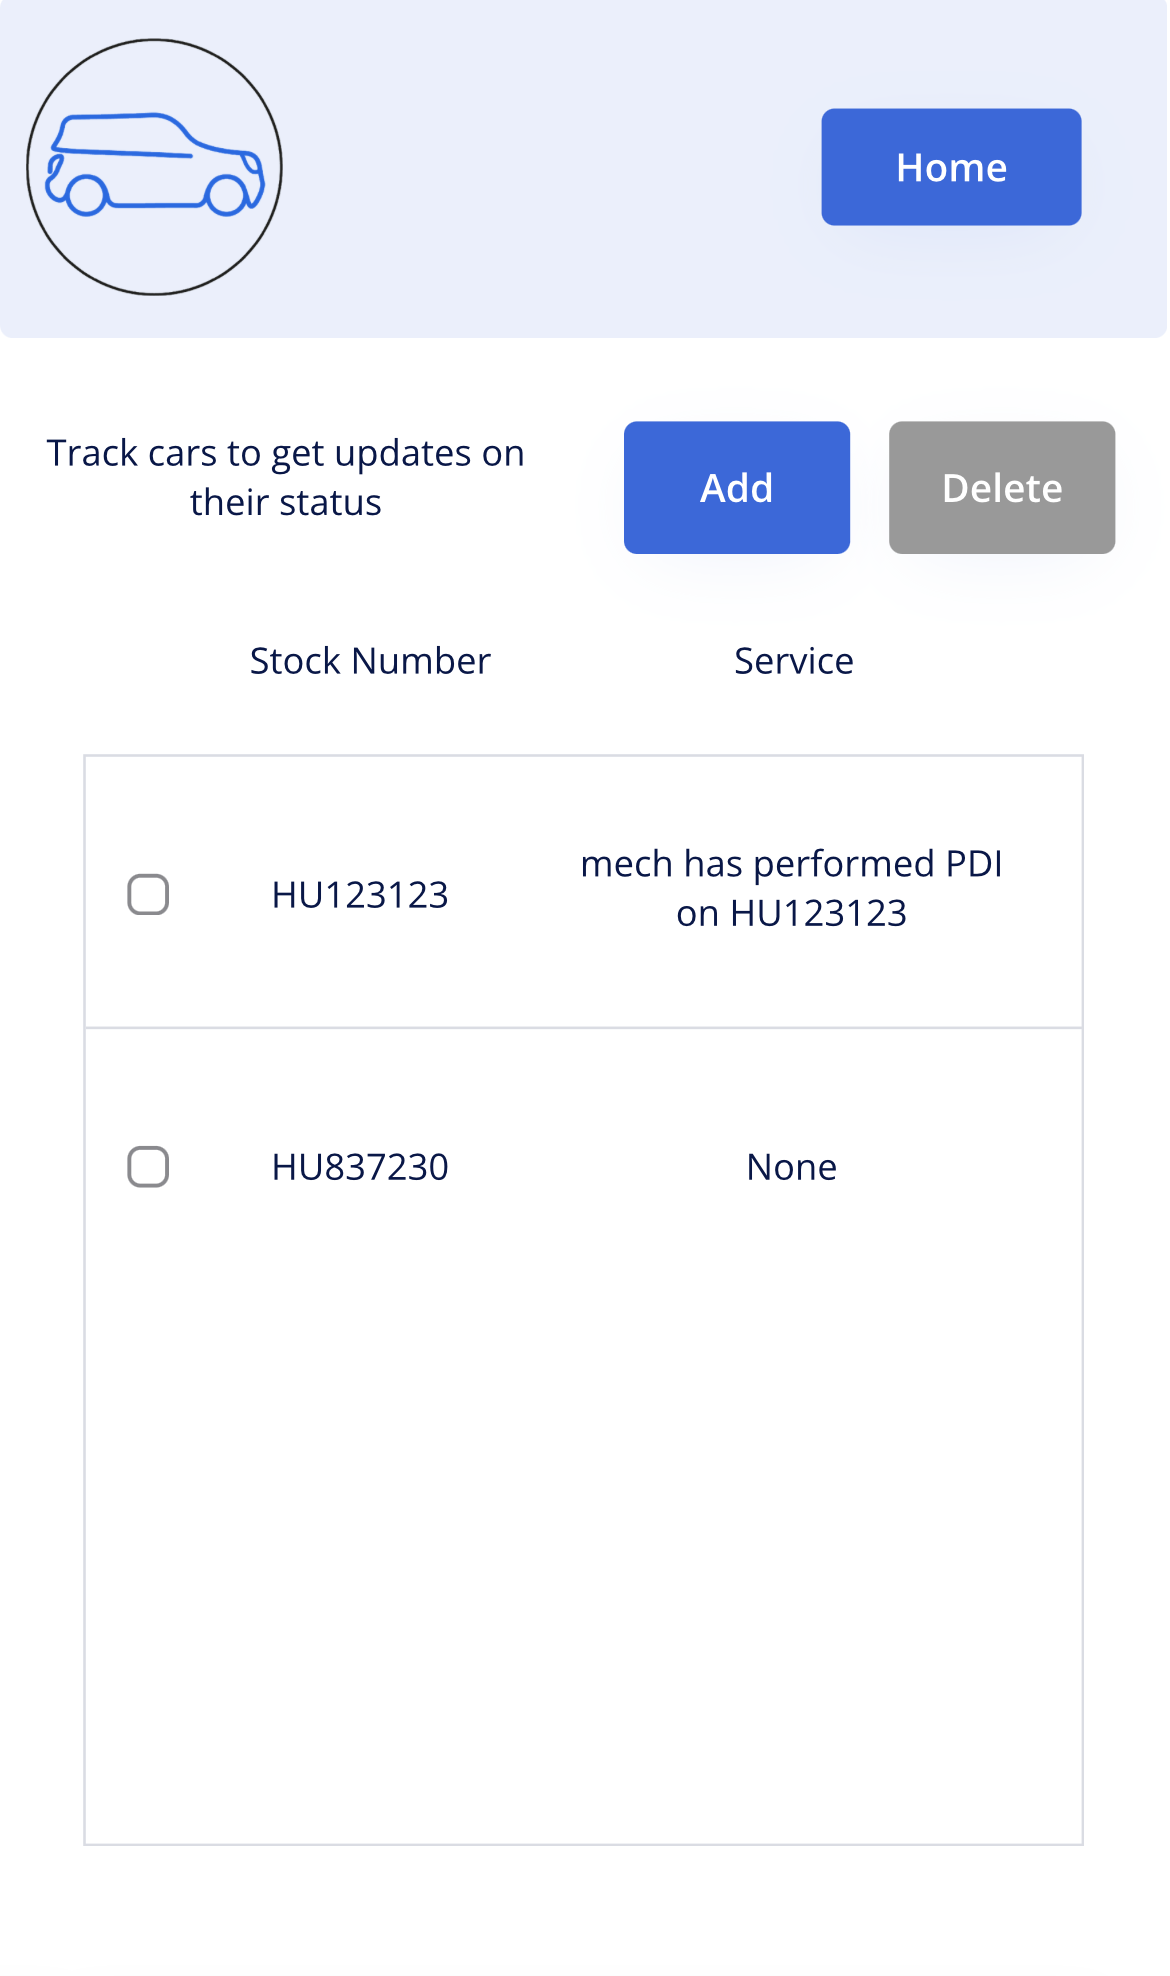 Home
Track cars to get updates on
their status
Add
Delete
Stock Number
Service
HU123123
mech has performed PDI
on HU123123
HU837230
None